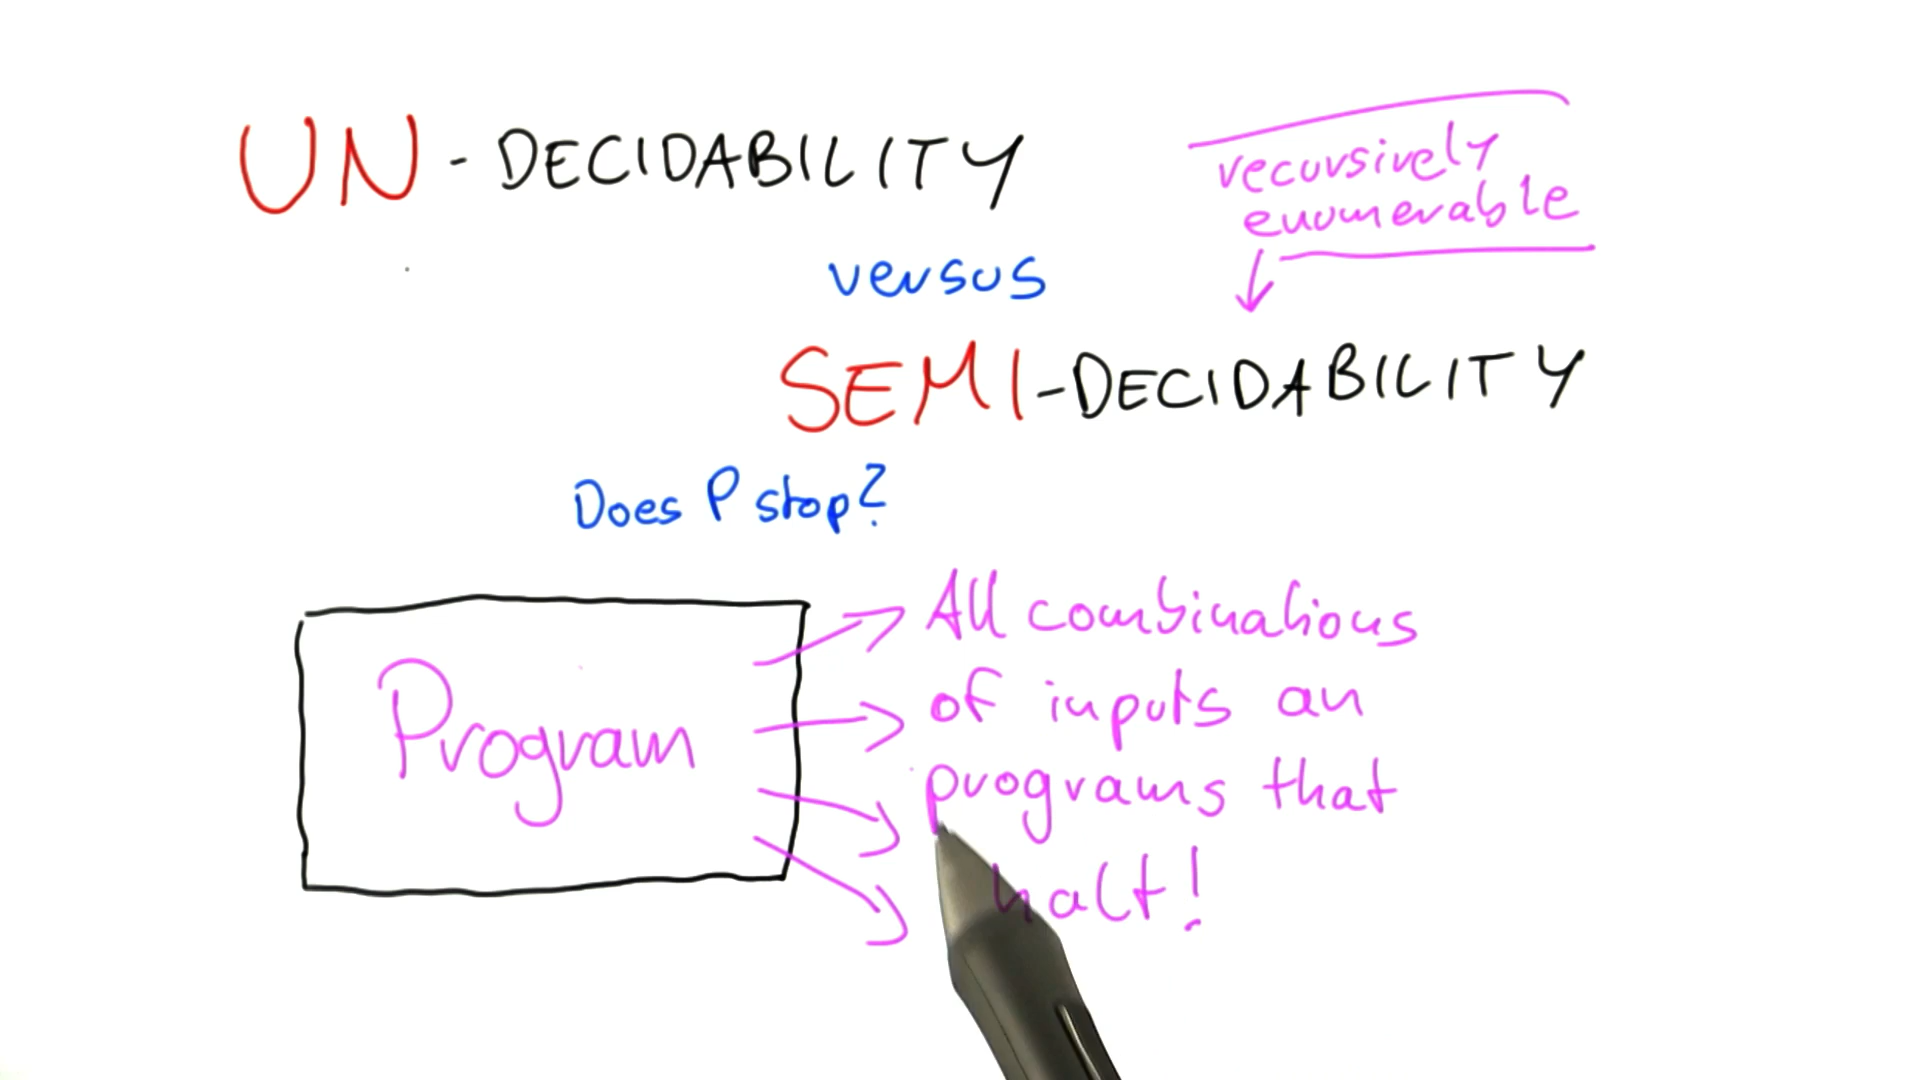 UN-DECIDABILITY
recursively
enumerable
versus
SEMI-DECIDABILITY
Does P stop?
Program
All combinations
of inputs an
programs that
halt!